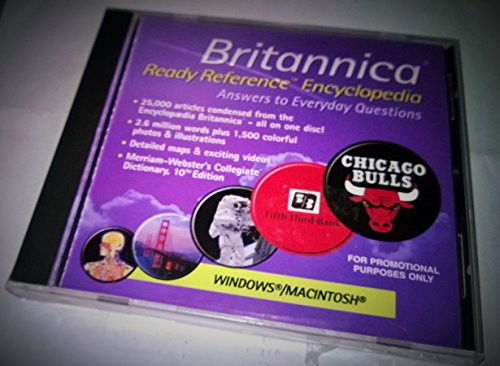 Britannica®
Ready Reference™ Encyclopedia
Answers to Everyday Questions
• 25,000 articles condensed from the
Encyclopædia Britannica – all on one disc!
• 2.6 million words plus 1,500 colorful
photos & illustrations
• Detailed maps & exciting videos
• Merriam-Webster's Collegiate®
Dictionary, 10TH Edition
Fifth Third Bank
CHICAGO
BULLS
FOR PROMOTIONAL
PURPOSES ONLY
WINDOWS®/MACINTOSH®